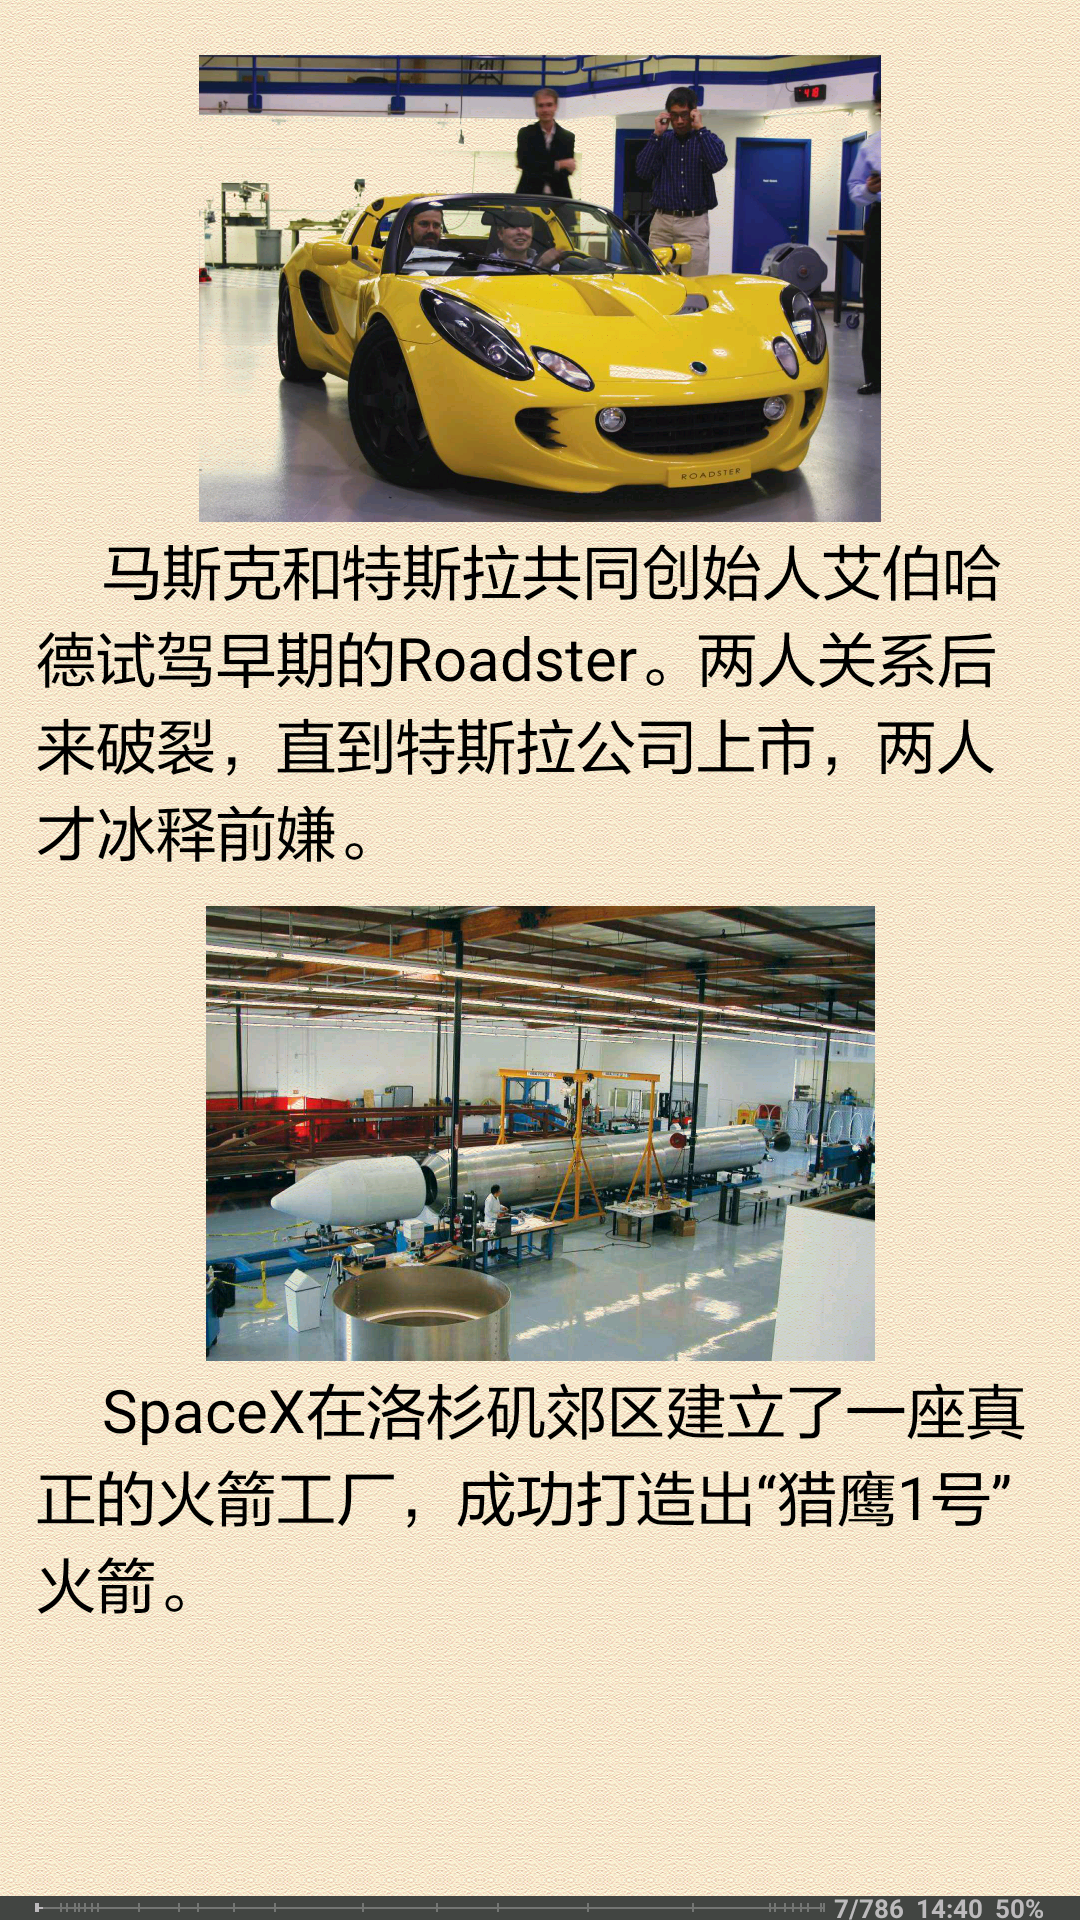 418
ROADSTER
马斯克和特斯拉共同创始人艾伯哈
德试驾早期的Roadster。两人关系后
来破裂，直到特斯拉公司上市，两人
才冰释前嫌。
SpaceX在洛杉矶郊区建立了一座真
正的火箭工厂，成功打造出“猎鹰1号”
火箭。
7/786 14:40 50%